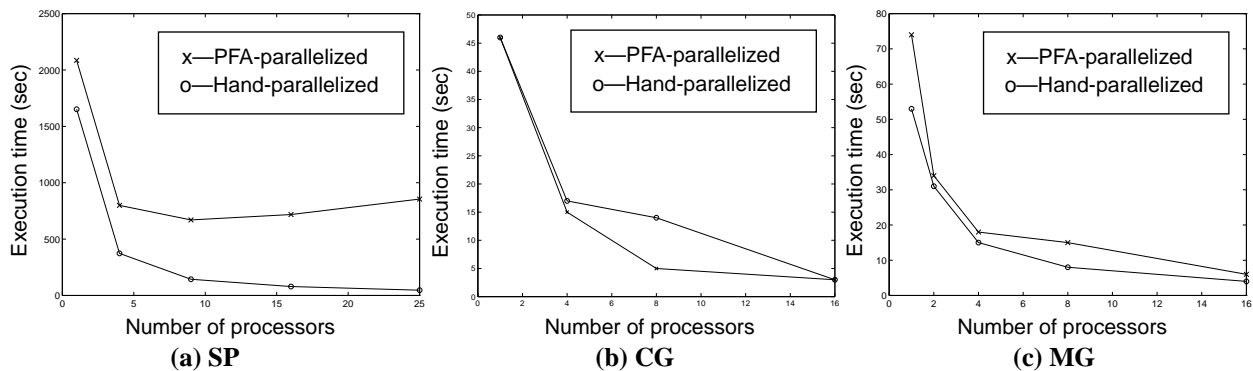 2500
2000
1500
1000
500
0
Execution time (sec)
x—PFA-parallelized
o—Hand-parallelized
0 5 10 15 20 25
Number of processors
(a) SP
50
45
40
35
30
25
20
15
10
5
0
Execution time (sec)
x—PFA-parallelized
o—Hand-parallelized
0 2 4 6 8 10 12 14 16
Number of processors
(b) CG
80
70
60
50
40
30
20
10
0
Execution time (sec)
x—PFA-parallelized
o—Hand-parallelized
0 2 4 6 8 10 12 14 16
Number of processors
(c) MG